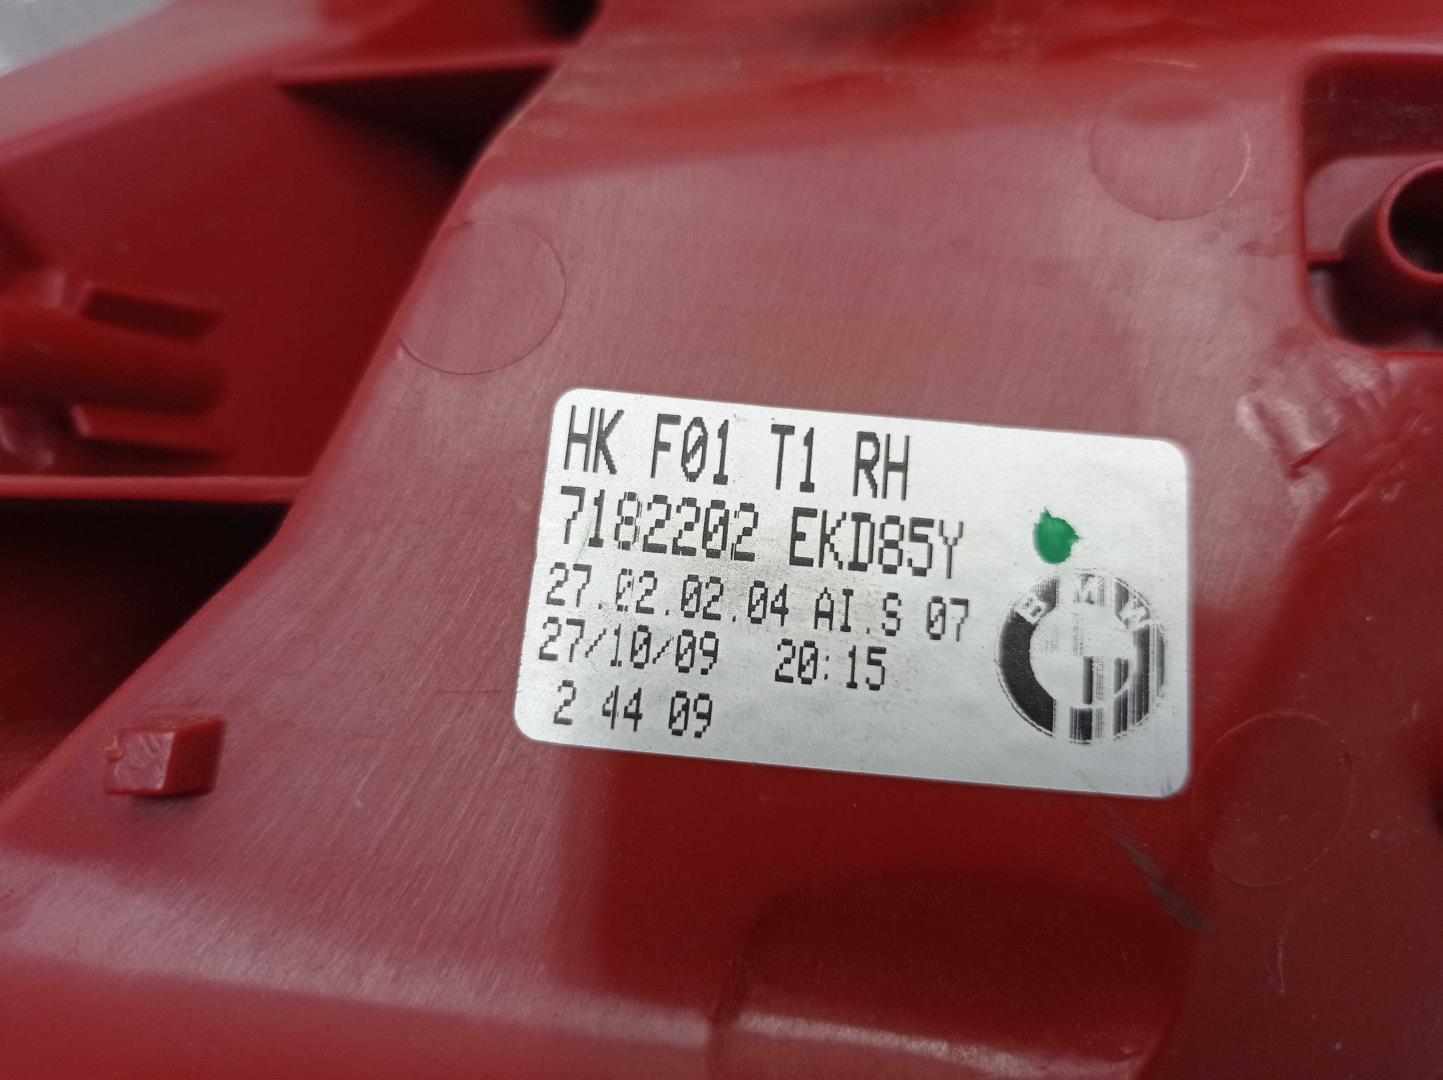 HK F01 T1 RH
7182202 EKD85Y
27.02.02.04 AI.S 07
27/10/09 20:15
2 44 09
BMW